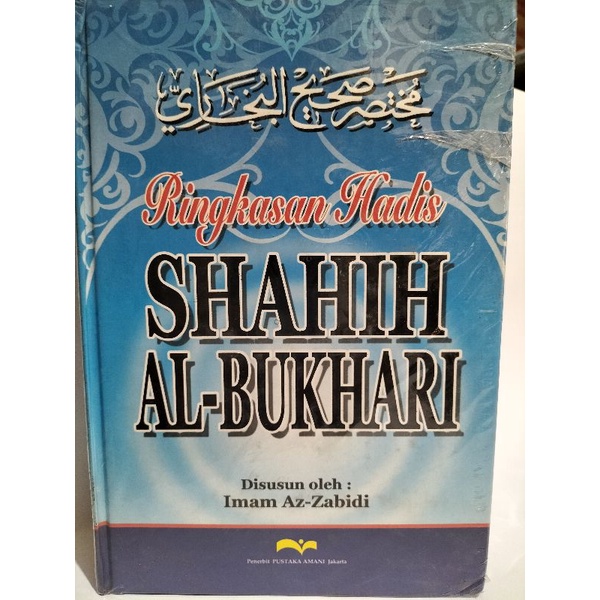 مختصر صحيح البخاري
Ringkasan Hadis
SHAHIH
AL-BUKHARI
Disusun oleh :
Imam Az-Zabidi
Penerbit PUSTAKA AMANI Jakarta